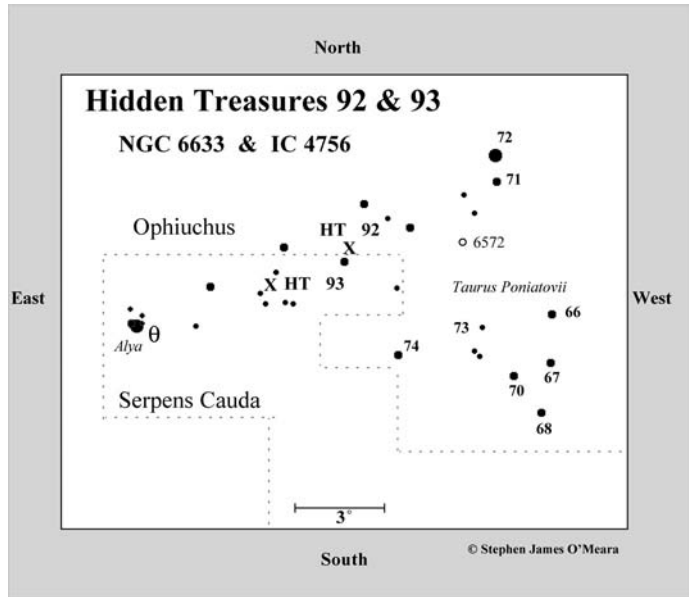 North
Hidden Treasures 92 & 93
NGC 6633 & IC 4756
72
71
Ophiuchus
HT 92
X
6572
X HT 93
Taurus Poniatovii
East
West
66
θ
73
Alya
74
67
70
Serpens Cauda
68
3°
© Stephen James O'Meara
South